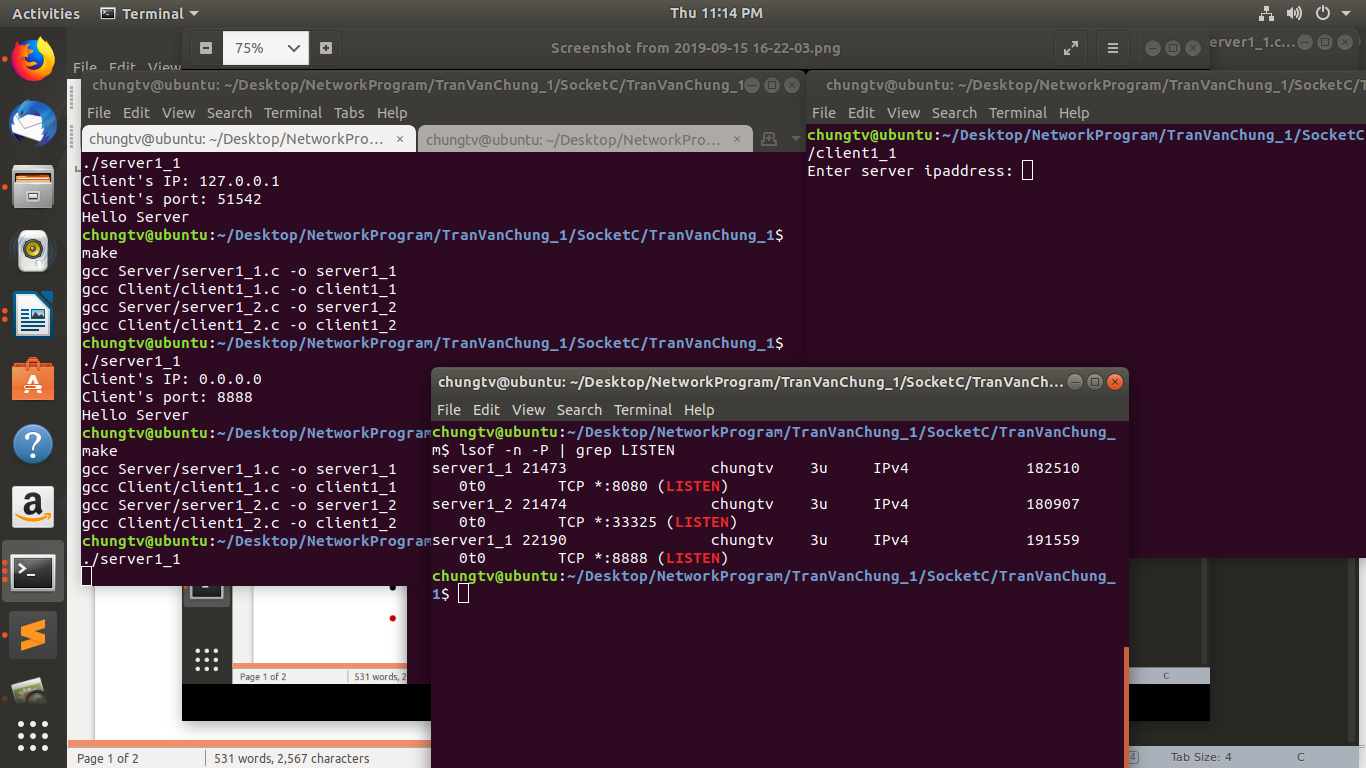 Activities
Terminal
Thu 11:14 PM
75%
Screenshot from 2019-09-15 16-22-03.png
erver1_1.c...
File Edit View
chungtv@ubuntu: ~/Desktop/NetworkProgram/TranVanChung_1/SocketC/TranVanChung_1
File Edit View Search Terminal Tabs Help
chungtv@ubuntu: ~/Desktop/NetworkPro... ×
chungtv@ubuntu: ~/Desktop/NetworkPro... ×
./server1_1
Client's IP: 127.0.0.1
Client's port: 51542
Hello Server
chungtv@ubuntu:~/Desktop/NetworkProgram/TranVanChung_1/SocketC/TranVanChung_1$
make
gcc Server/server1_1.c -o server1_1
gcc Client/client1_1.c -o client1_1
gcc Server/server1_2.c -o server1_2
gcc Client/client1_2.c -o client1_2
chungtv@ubuntu:~/Desktop/NetworkProgram/TranVanChung_1/SocketC/TranVanChung_1$
./server1_1
Client's IP: 0.0.0.0
Client's port: 8888
Hello Server
chungtv@ubuntu:~/Desktop/NetworkProgram
make
gcc Server/server1_1.c -o server1_1
gcc Client/client1_1.c -o client1_1
gcc Server/server1_2.c -o server1_2
gcc Client/client1_2.c -o client1_2
chungtv@ubuntu:~/Desktop/NetworkProgram
./server1_1
chungtv@ubuntu: ~/Desktop/NetworkProgram/TranVanChung_1/SocketC/T
File Edit View Search Terminal Help
chungtv@ubuntu:~/Desktop/NetworkProgram/TranVanChung_1/SocketC
/client1_1
Enter server ipaddress:
chungtv@ubuntu: ~/Desktop/NetworkProgram/TranVanChung_1/SocketC/TranVanCh...
File Edit View Search Terminal Help
chungtv@ubuntu:~/Desktop/NetworkProgram/TranVanChung_1/SocketC/TranVanChung_
m$ lsof -n -P | grep LISTEN
server1_1 21473 chungtv 3u IPv4 182510
0t0 TCP *:8080 (LISTEN)
server1_2 21474 chungtv 3u IPv4 180907
0t0 TCP *:33325 (LISTEN)
server1_1 22190 chungtv 3u IPv4 191559
0t0 TCP *:8888 (LISTEN)
chungtv@ubuntu:~/Desktop/NetworkProgram/TranVanChung_1/SocketC/TranVanChung_
1$
Page 1 of 2 531 words, 2
C
Page 1 of 2 531 words, 2,567 characters
Tab Size: 4 C